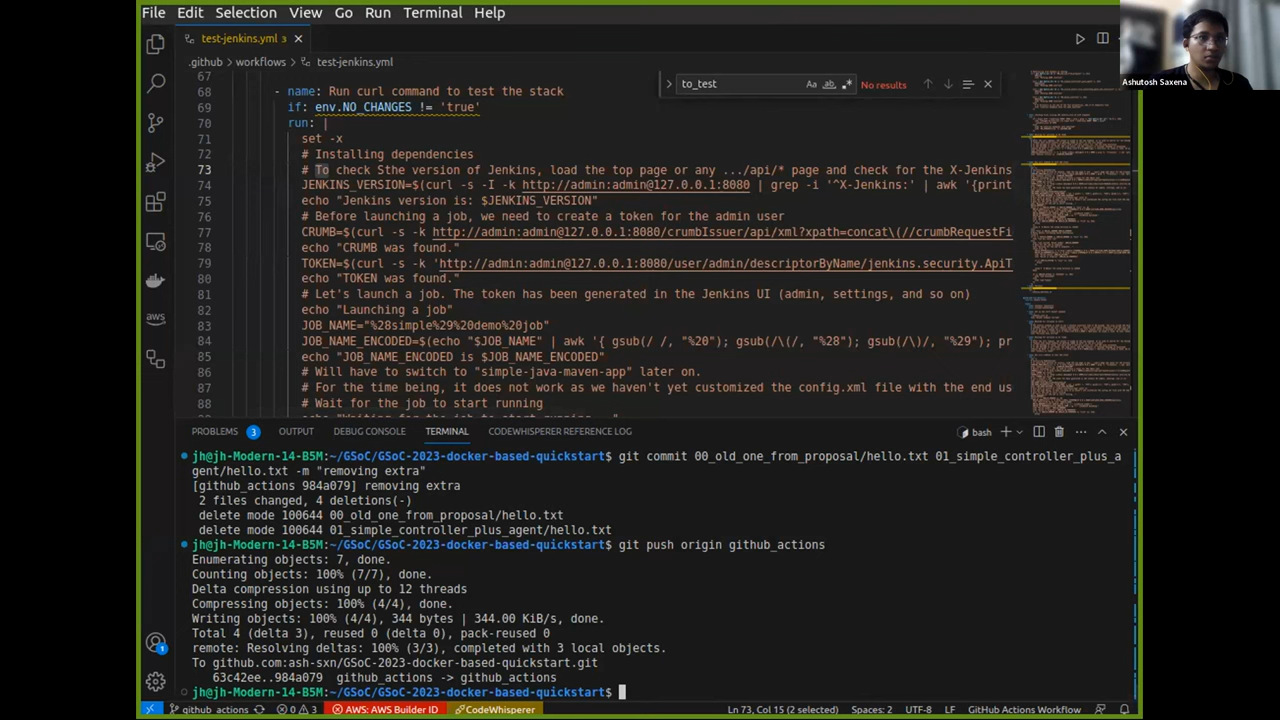 File Edit Selection View Go Run Terminal Help
test-jenkins.yml 3
.github > workflows > test-jenkins.yml
to_test
Aa ab .* No results
Ashutosh Saxena
67
68 - name: Run curl command to test the stack
69 if: env.NO_CHANGES != 'true'
70 run: |
71 set -x
72 # Installing dependencies
73 # To version of Jenkins, load the top page or any .../api/* page and check for the X-Jenkins
74 JENKINS_VERSION=$(curl -s -I -k http://admin:admin@127.0.0.1:8080 | grep -i '^X-Jenkins:' | awk '{print
75 echo "Jenkins version is: $JENKINS_VERSION"
76 # Before launching a job, we need to create a token for the admin user
77 CRUMB=$(curl -s -k http://admin:admin@127.0.0.1:8080/crumbIssuer/api/xml?xpath=concat\(//crumbRequestFi
78 echo "CRUMB was found."
79 TOKEN=$(curl -s -k 'http://admin:admin@127.0.0.1:8080/user/admin/descriptorByName/jenkins.security.ApiT
80 echo "TOKEN was found."
81 # Let's launch a job. The token has been generated in the Jenkins UI (admin, settings, and so on)
82 echo "Launching a job"
83 JOB_NAME="%28simple%29%20demo%20job"
84 JOB_NAME_ENCODED=$(echo "$JOB_NAME" | awk '{ gsub(/ /, "%20"); gsub(/\(/, "%28"); gsub(/\)/, "%29"); pr
85 echo "JOB_NAME_ENCODED is $JOB_NAME_ENCODED"
86 # Will have to switch to "simple-java-maven-app" later on.
87 # For the time being, it does not work as we haven't yet customized the config.xml file with the end us
88 # Wait for the job to start running
PROBLEMS 3 OUTPUT DEBUG CONSOLE TERMINAL CODEWHISPERER REFERENCE LOG
bash
jh@jh-Modern-14-B5M:~/GSoC/GSoC-2023-docker-based-quickstart$ git commit 00_old_one_from_proposal/hello.txt 01_simple_controller_plus_a
gent/hello.txt -m "removing extra"
[github_actions 984a079] removing extra
2 files changed, 4 deletions(-)
delete mode 100644 00_old_one_from_proposal/hello.txt
delete mode 100644 01_simple_controller_plus_agent/hello.txt
jh@jh-Modern-14-B5M:~/GSoC/GSoC-2023-docker-based-quickstart$ git push origin github_actions
Enumerating objects: 7, done.
Counting objects: 100% (7/7), done.
Delta compression using up to 12 threads
Compressing objects: 100% (4/4), done.
Writing objects: 100% (4/4), 344 bytes | 344.00 KiB/s, done.
Total 4 (delta 3), reused 0 (delta 0), pack-reused 0
remote: Resolving deltas: 100% (3/3), completed with 3 local objects.
To github.com:ash-sxn/GSoC-2023-docker-based-quickstart.git
63c42ee..984a079 github_actions -> github_actions
jh@jh-Modern-14-B5M:~/GSoC/GSoC-2023-docker-based-quickstart$
1
github_actions 0 3 AWS: AWS Builder ID CodeWhisperer Ln 73, Col 15 (2 selected) Spaces: 2 UTF-8 LF GitHub Actions Workflow